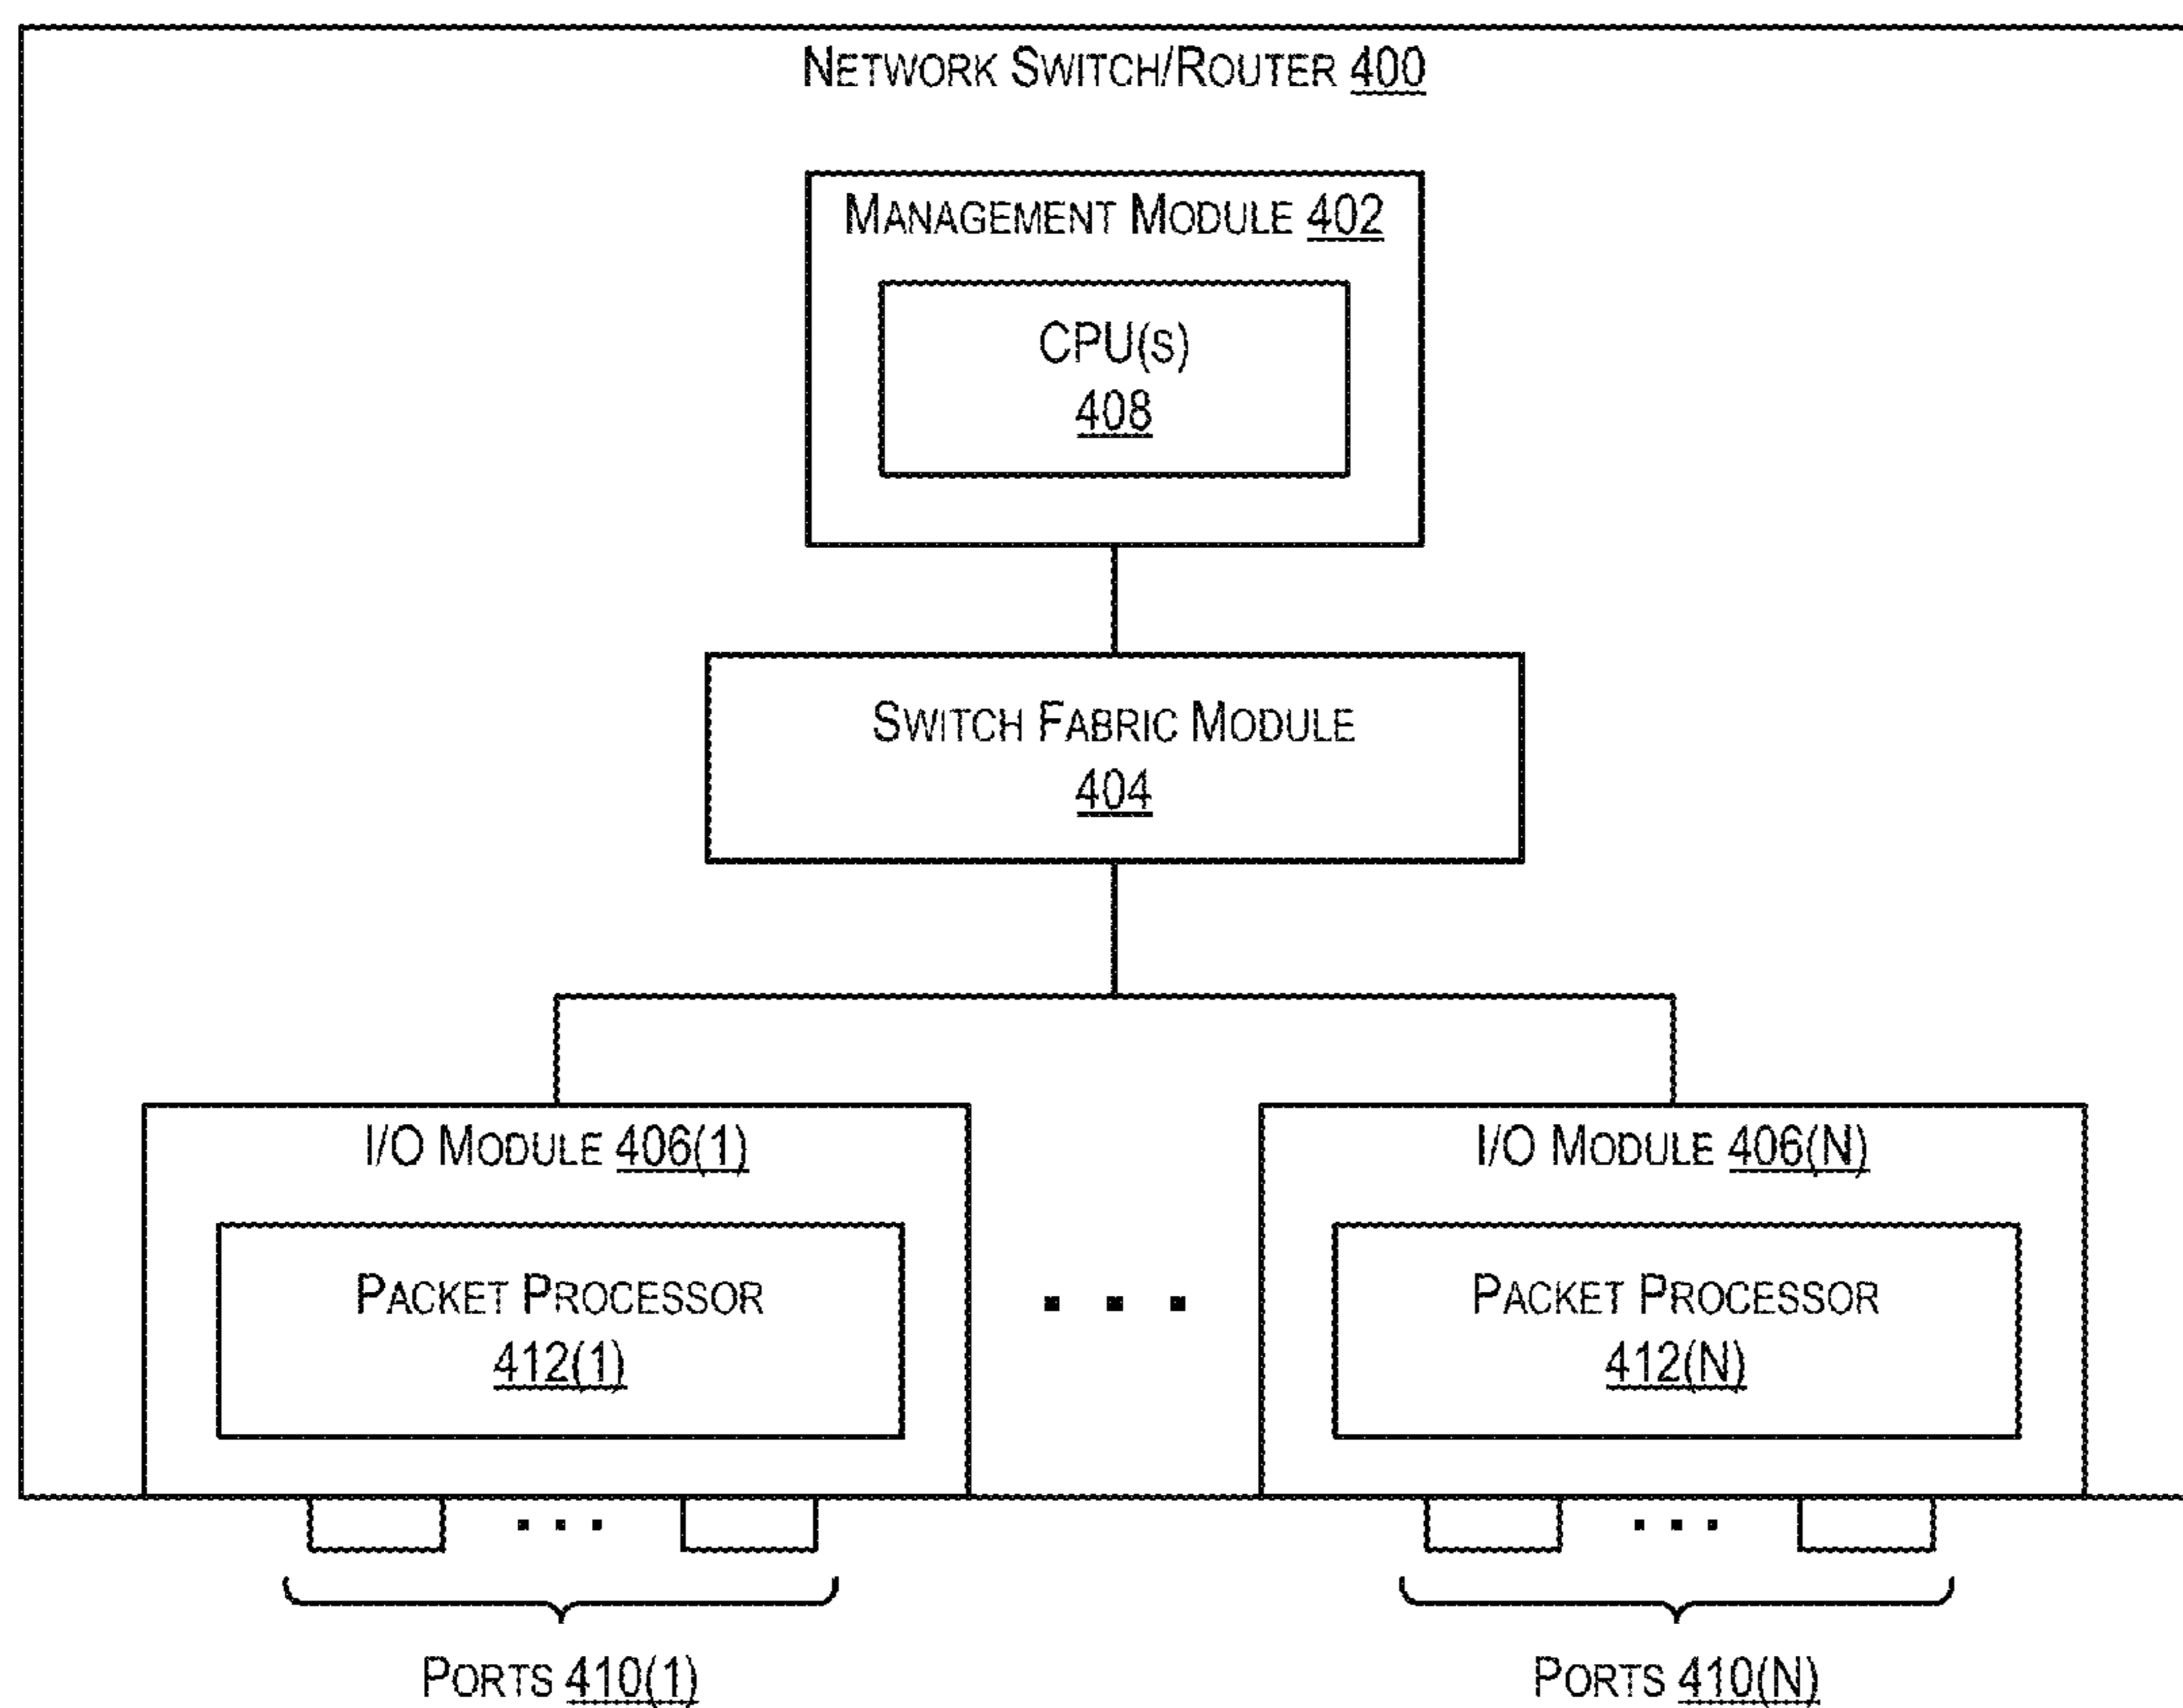 NETWORK SWITCH/ROUTER 400
MANAGEMENT MODULE 402
CPU(S)
408
SWITCH FABRIC MODULE
404
I/O MODULE 406(1)
I/O MODULE 406(N)
PACKET PROCESSOR
412(1)
. . .
PACKET PROCESSOR
412(N)
. . .
. . .
PORTS 410(1)
PORTS 410(N)